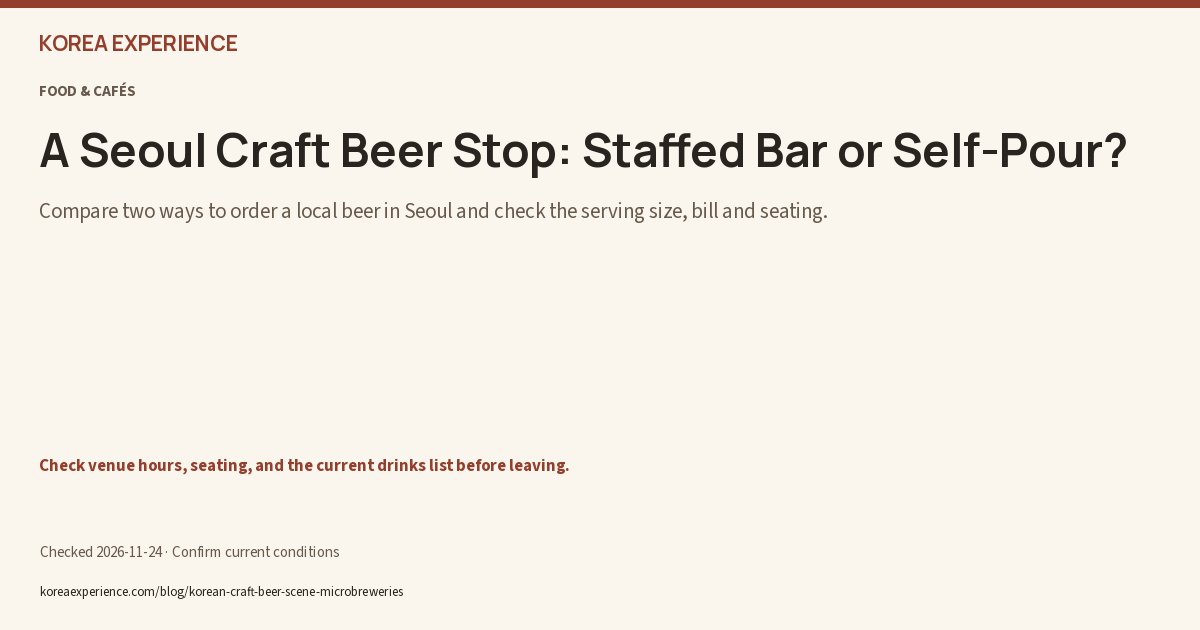 KOREA EXPERIENCE
FOOD & CAFÉS
A Seoul Craft Beer Stop: Staffed Bar or Self-Pour?
Compare two ways to order a local beer in Seoul and check the serving size, bill and seating.
Check venue hours, seating, and the current drinks list before leaving.
Checked 2026-11-24 · Confirm current conditions
koreaexperience.com/blog/korean-craft-beer-scene-microbreweries